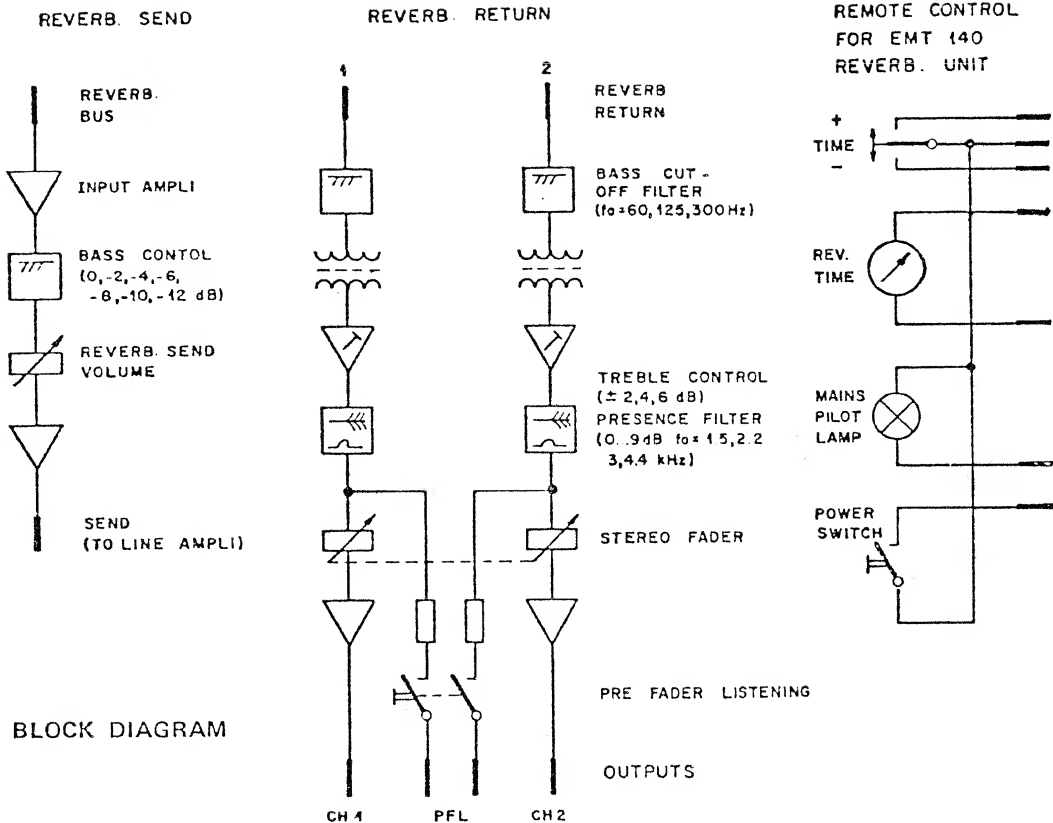 REVERB. SEND
REVERB.
BUS
INPUT AMPLI
BASS CONTOL
(0,-2,-4,-6,
-8,-10,-12 dB)
REVERB. SEND
VOLUME
SEND
(TO LINE AMPLI)
BLOCK DIAGRAM
REVERB. RETURN
1
2
REVERB
RETURN
BASS CUT-
OFF FILTER
(fo=60,125,300Hz)
TREBLE CONTROL
(± 2,4,6 dB)
PRESENCE FILTER
(0..9dB fo= 1.5,2.2
3,4.4 kHz)
STEREO FADER
PRE FADER LISTENING
OUTPUTS
CH 1
PFL
CH 2
REMOTE CONTROL
FOR EMT 140
REVERB. UNIT
+
TIME
-
REV.
TIME
MAINS
PILOT
LAMP
POWER
SWITCH